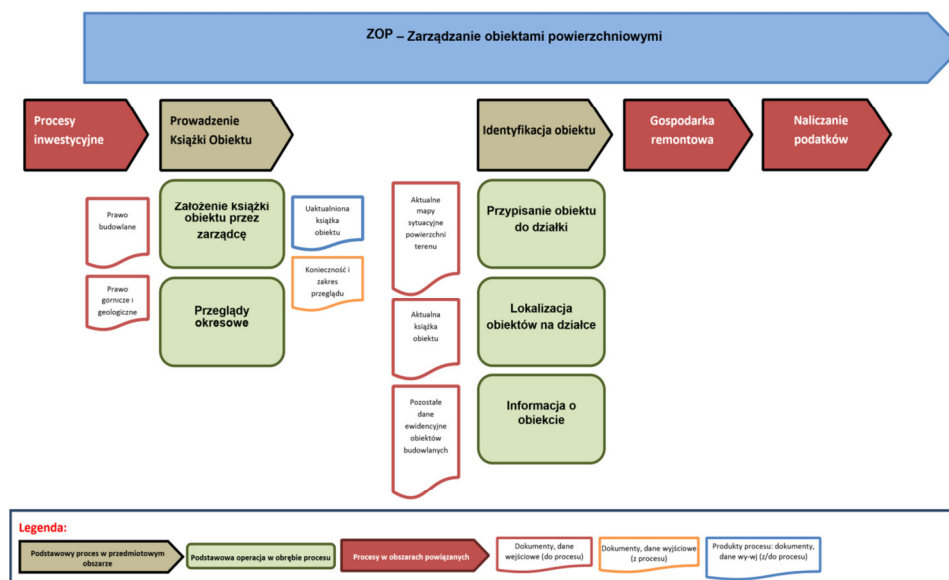 ZOP – Zarządzanie obiektami powierzchniowymi
Procesy
inwestycyjne
Prowadzenie
Książki Obiektu
Identyfikacja obiektu
Gospodarka
remontowa
Naliczanie
podatków
Prawo
budowlane
Założenie książki
obiektu przez
zarządcę
Uaktualniona
książka
obiektu
Aktualne
mapy
sytuacyjne
powierzchni
terenu
Przypisanie obiektu
do działki
Prawo
górnicze i
geologiczne
Przeglądy
okresowe
Konieczność i
zakres
przeglądu
Aktualna
książka
obiektu
Lokalizacja
obiektów na działce
Pozostałe
dane
ewidencyjne
obiektów
budowlanych
Informacja o
obiekcie
Legenda:
Podstawowy proces w przedmiotowym
obszarze
Podstawowa operacja w obrębie procesu
Procesy w obszarach powiązanych
Dokumenty, dane
wejściowe (do procesu)
Dokumenty, dane wyjściowe
(z procesu)
Produkty procesu: dokumenty,
dane wy-wj (z/do procesu)